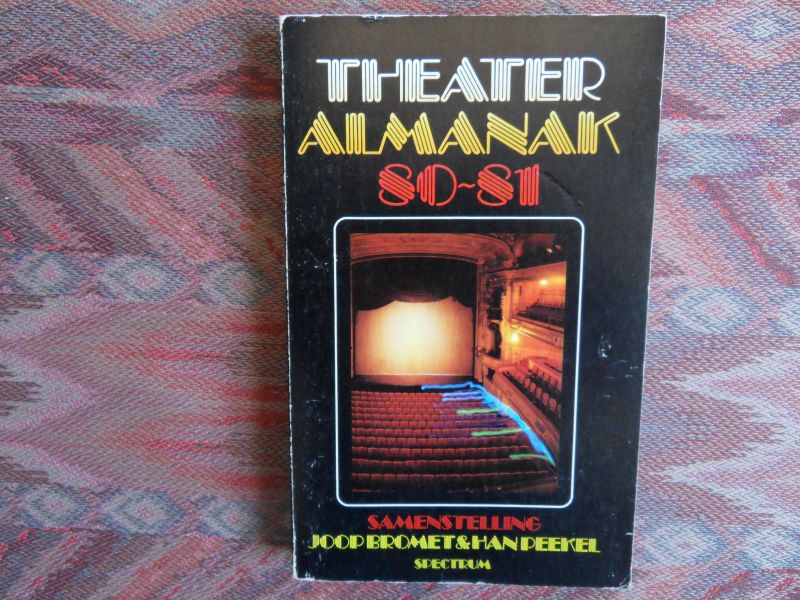 THEATER
ALMANAK
80~81
SAMENSTELLING
JOOP BROMET & HAN PEEKEL
SPECTRUM